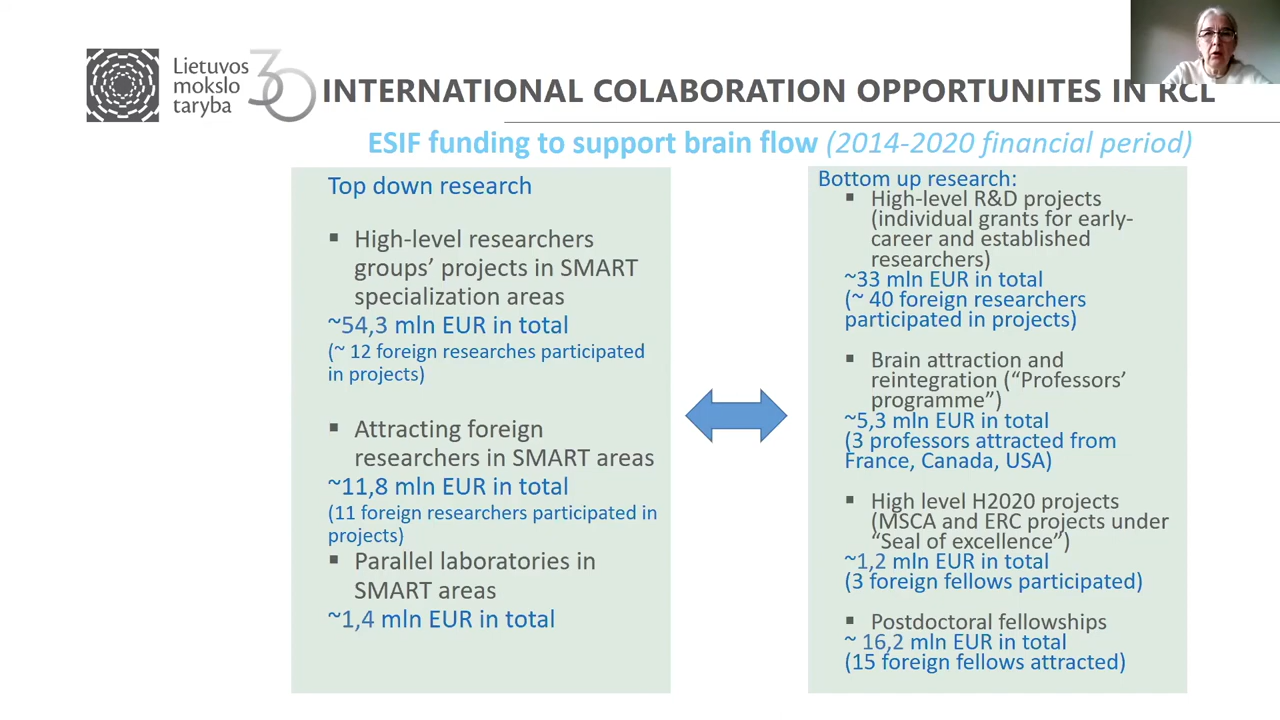 Lietuvos
mokslo
taryba
30
INTERNATIONAL COLABORATION OPPORTUNITES IN RCL
ESIF funding to support brain flow (2014-2020 financial period)
Top down research
▪ High-level researchers
groups’ projects in SMART
specialization areas
~54,3 mln EUR in total
(~ 12 foreign researches participated
in projects)
▪ Attracting foreign
researchers in SMART areas
~11,8 mln EUR in total
(11 foreign researchers participated in
projects)
▪ Parallel laboratories in
SMART areas
~1,4 mln EUR in total
Bottom up research:
▪ High-level R&D projects
(individual grants for early-
career and established
researchers)
~33 mln EUR in total
(~ 40 foreign researchers
participated in projects)
▪ Brain attraction and
reintegration (“Professors’
programme”)
~5,3 mln EUR in total
(3 professors attracted from
France, Canada, USA)
▪ High level H2020 projects
(MSCA and ERC projects under
“Seal of excellence”)
~1,2 mln EUR in total
(3 foreign fellows participated)
▪ Postdoctoral fellowships
~ 16,2 mln EUR in total
(15 foreign fellows attracted)